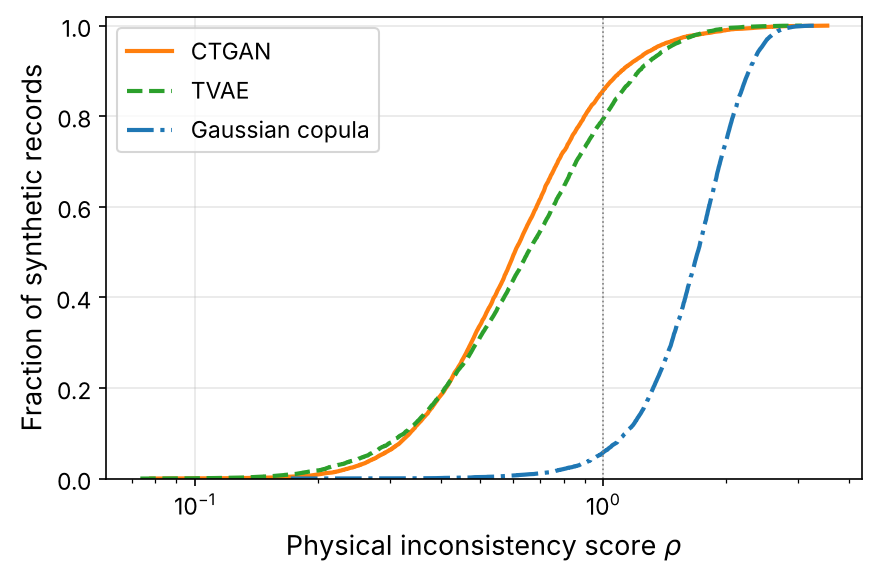 CTGAN
TVAE
Gaussian copula
Fraction of synthetic records
1.0
0.8
0.6
0.4
0.2
0.0
10⁻¹
10⁰
Physical inconsistency score ρ